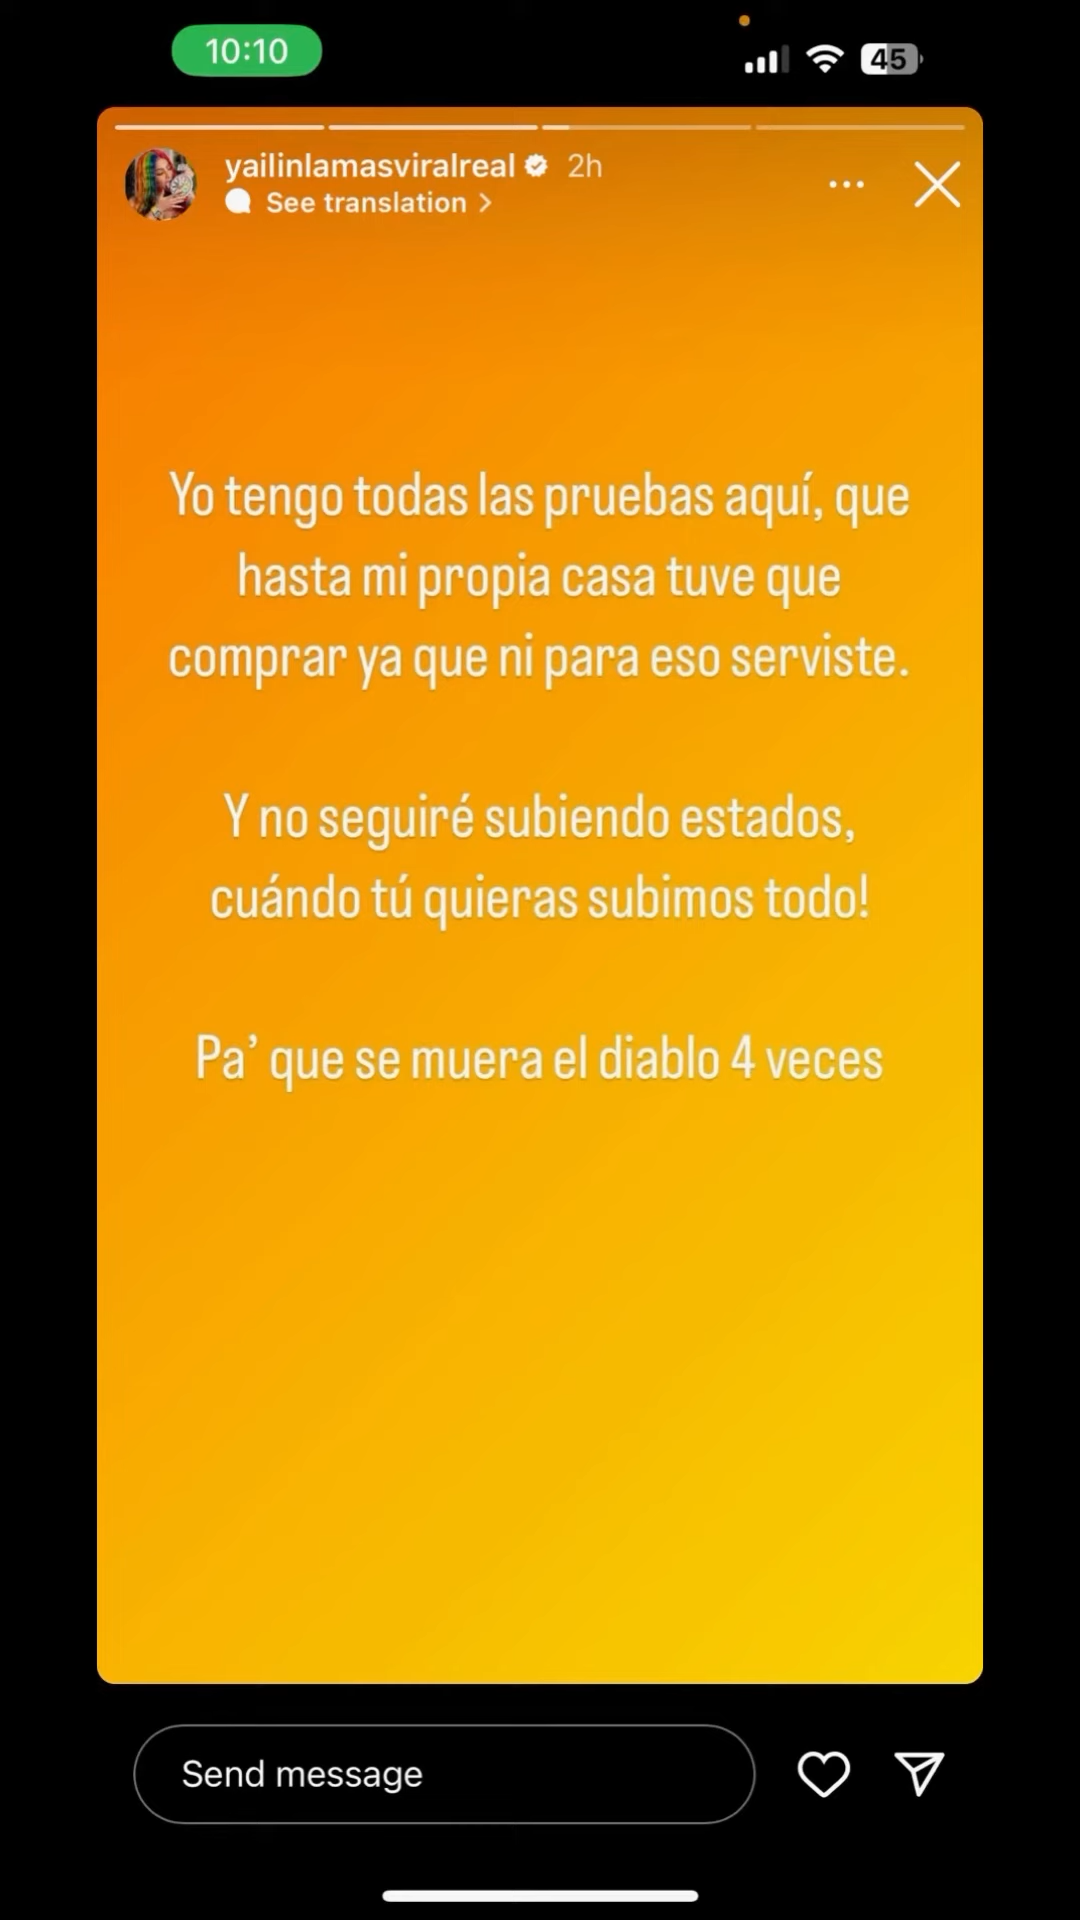 10:10
45
yailinlamasviralreal 2h
See translation >
Yo tengo todas las pruebas aquí, que
hasta mi propia casa tuve que
comprar ya que ni para eso serviste.
Y no seguiré subiendo estados,
cuándo tú quieras subimos todo!
Pa' que se muera el diablo 4 veces
Send message